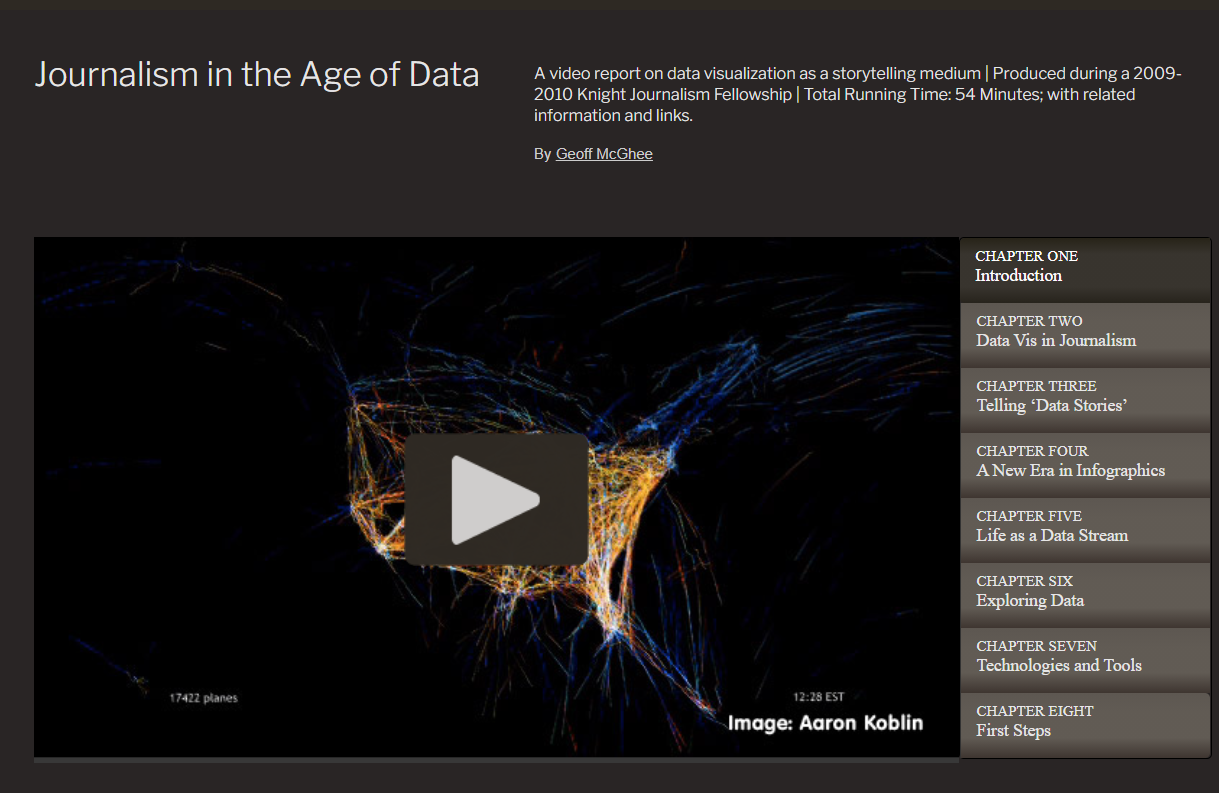 Journalism in the Age of Data
A video report on data visualization as a storytelling medium | Produced during a 2009-
2010 Knight Journalism Fellowship | Total Running Time: 54 Minutes; with related
information and links.
By Geoff McGhee
CHAPTER ONE
Introduction
CHAPTER TWO
Data Vis in Journalism
CHAPTER THREE
Telling ‘Data Stories’
CHAPTER FOUR
A New Era in Infographics
CHAPTER FIVE
Life as a Data Stream
CHAPTER SIX
Exploring Data
CHAPTER SEVEN
Technologies and Tools
CHAPTER EIGHT
First Steps
17422 planes
12:28 EST
Image: Aaron Koblin